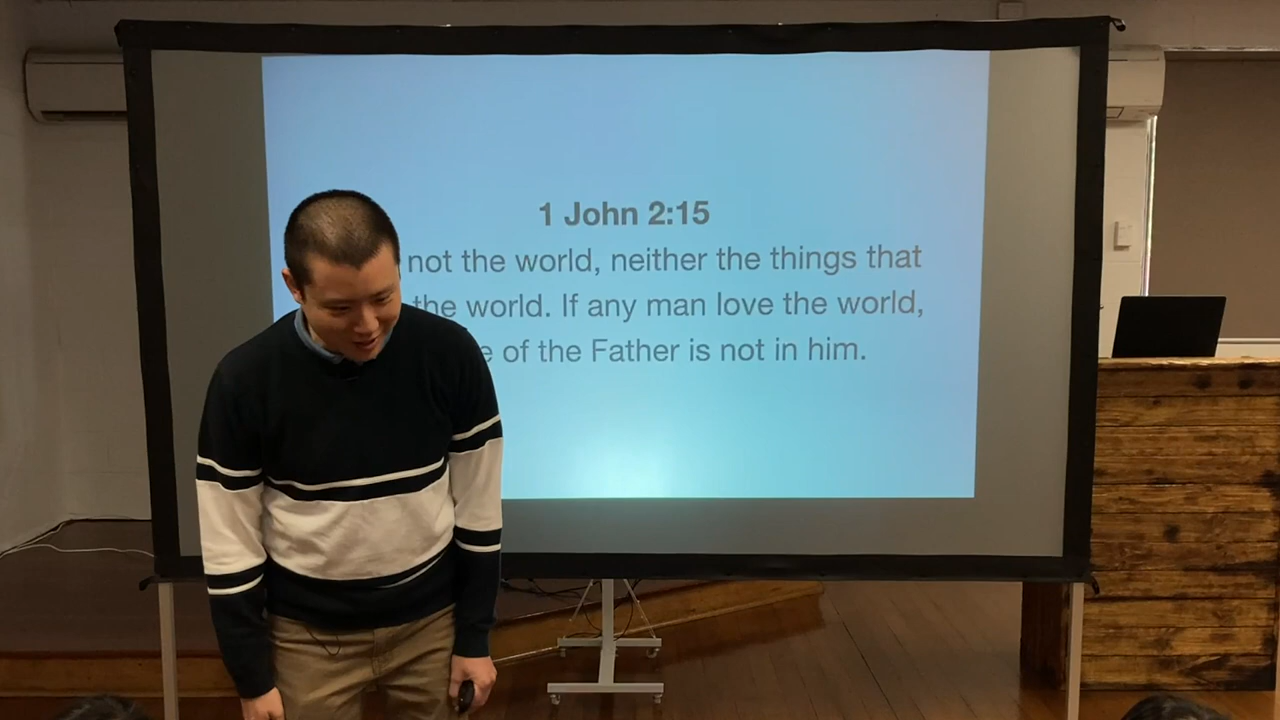 1 John 2:15
not the world, neither the things that
the world. If any man love the world,
of the Father is not in him.